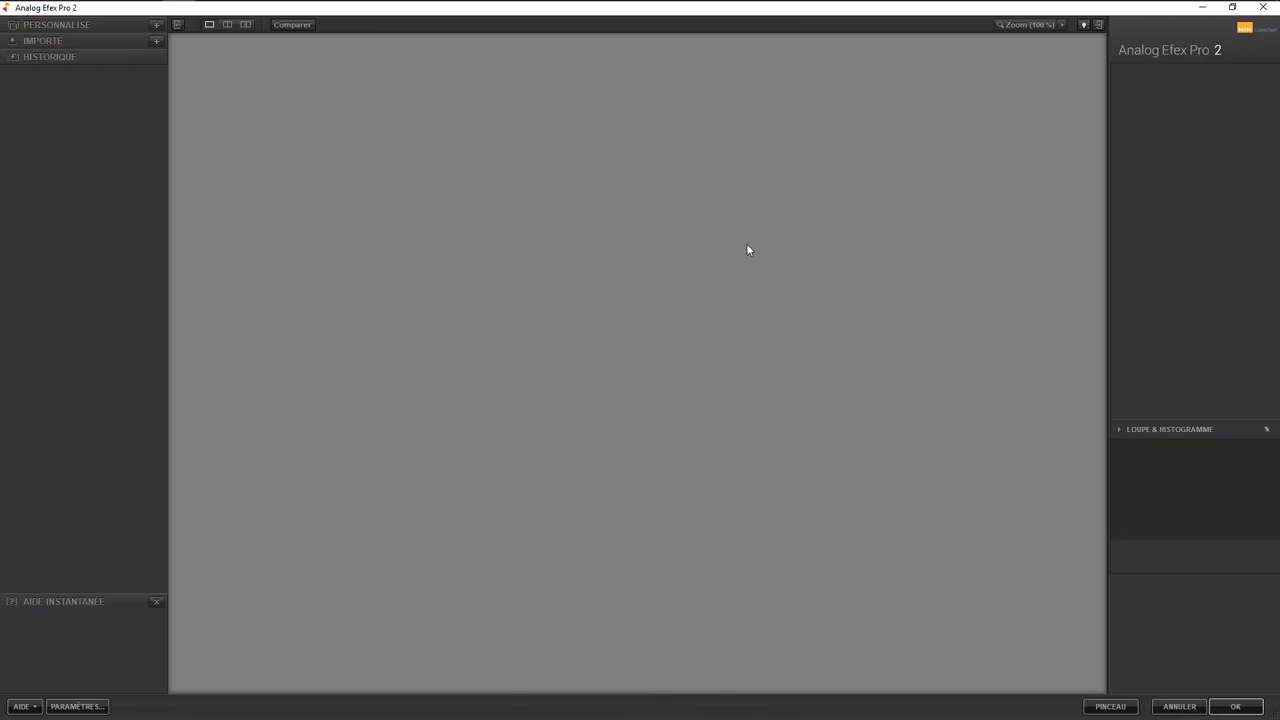 Analog Efex Pro 2
PERSONNALISÉ
IMPORTÉ
HISTORIQUE
Comparer
Zoom (100 %)
Collection
Analog Efex Pro 2
LOUPE & HISTOGRAMME
[?] AIDE INSTANTANÉE
AIDE
PARAMÈTRES...
PINCEAU
ANNULER
OK